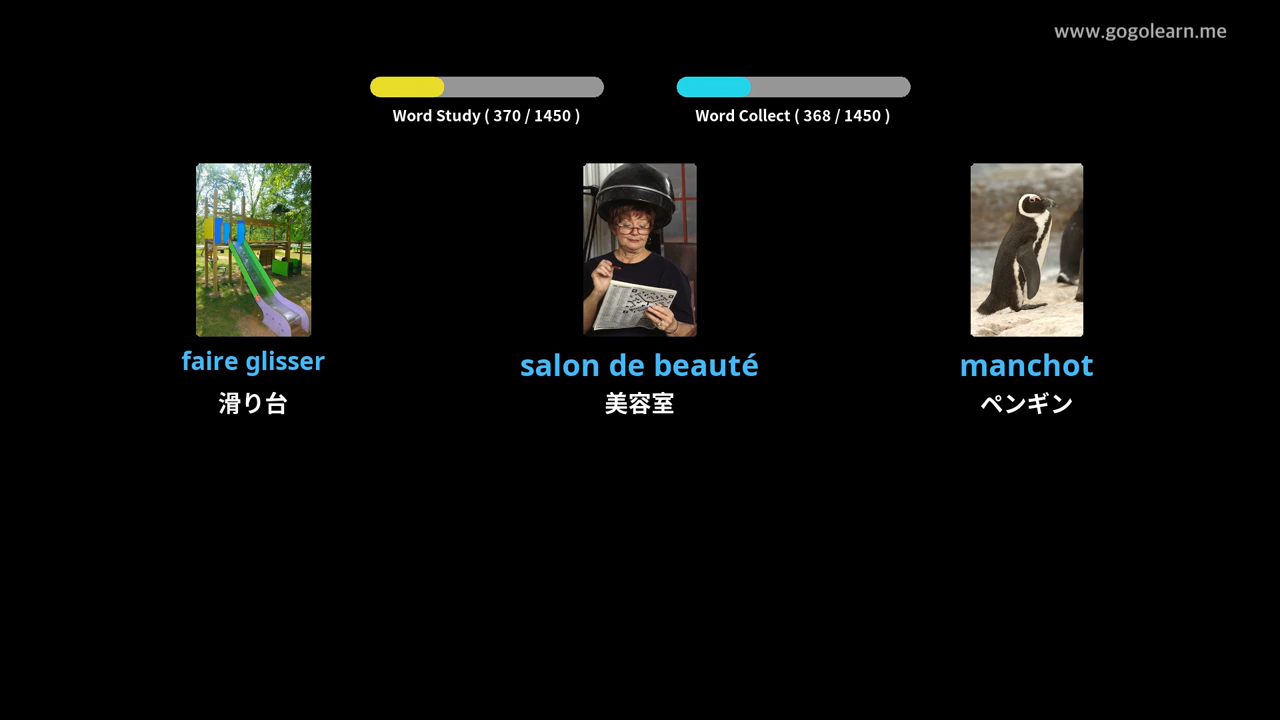 www.gogolearn.me
Word Study ( 370 / 1450 )
Word Collect ( 368 / 1450 )
faire glisser
salon de beauté
manchot
滑り台
美容室
ペンギン